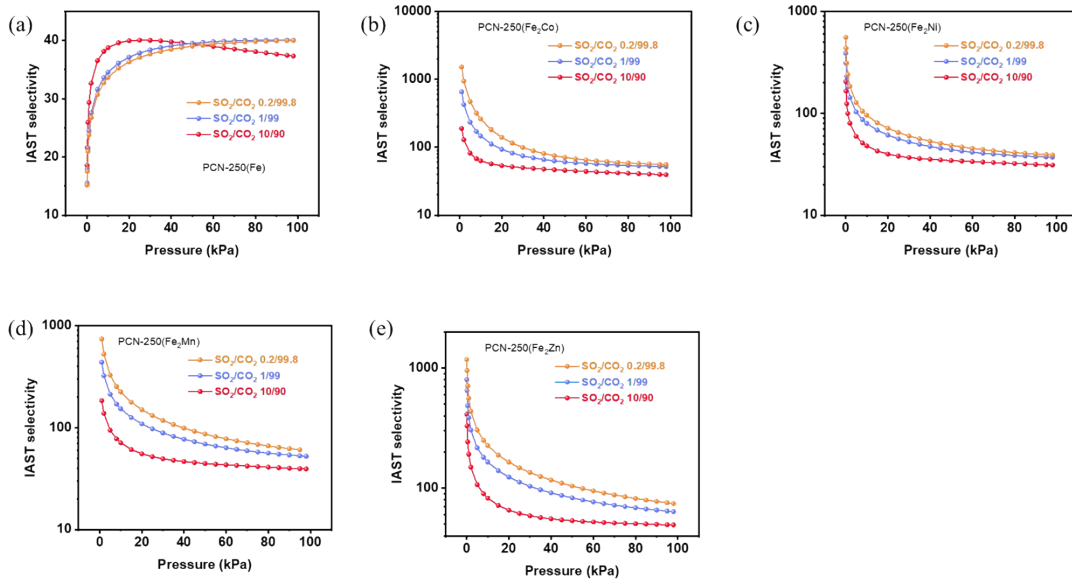 (a)
IAST selectivity
40
30
20
10
SO₂/CO₂ 0.2/99.8
SO₂/CO₂ 1/99
SO₂/CO₂ 10/90
PCN-250(Fe)
0 20 40 60 80 100
Pressure (kPa)
(b)
IAST selectivity
10000
1000
100
10
PCN-250(Fe₂Co)
SO₂/CO₂ 0.2/99.8
SO₂/CO₂ 1/99
SO₂/CO₂ 10/90
0 20 40 60 80 100
Pressure (kPa)
(c)
IAST selectivity
1000
100
10
PCN-250(Fe₂Ni)
SO₂/CO₂ 0.2/99.8
SO₂/CO₂ 1/99
SO₂/CO₂ 10/90
0 20 40 60 80 100
Pressure (kPa)
(d)
IAST selectivity
1000
100
10
PCN-250(Fe₂Mn)
SO₂/CO₂ 0.2/99.8
SO₂/CO₂ 1/99
SO₂/CO₂ 10/90
0 20 40 60 80 100
Pressure (kPa)
(e)
IAST selectivity
1000
100
PCN-250(Fe₂Zn)
SO₂/CO₂ 0.2/99.8
SO₂/CO₂ 1/99
SO₂/CO₂ 10/90
0 20 40 60 80 100
Pressure (kPa)